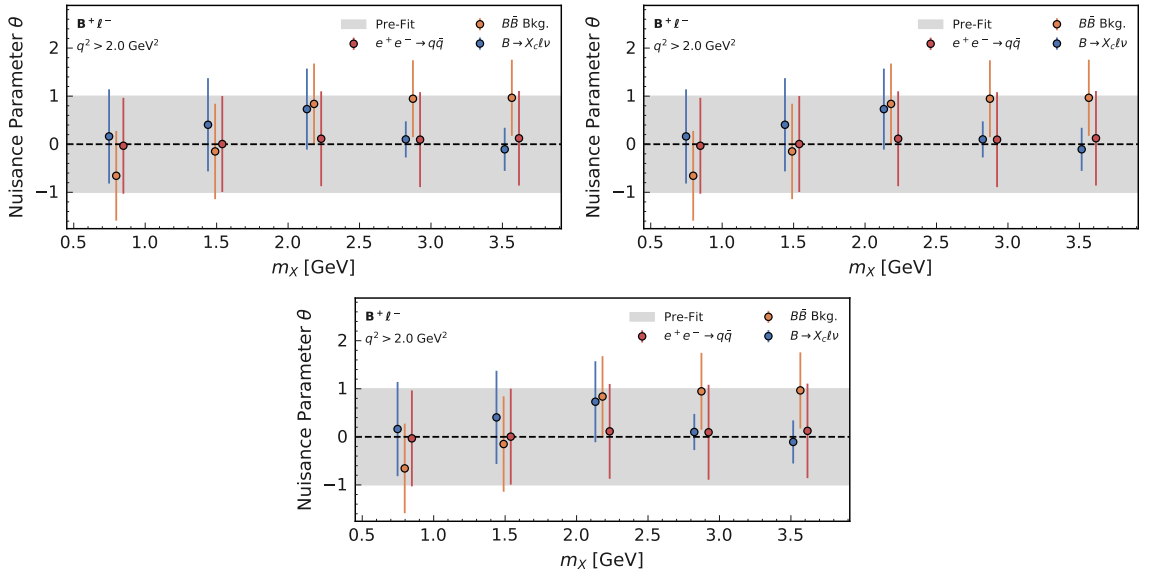 B⁺ℓ⁻
q² > 2.0 GeV²
Pre-Fit
e⁺e⁻ → qq̄
BB̄ Bkg.
B → X_cℓν
Nuisance Parameter θ
2
1
0
−1
0.5 1.0 1.5 2.0 2.5 3.0 3.5
m_X [GeV]
B⁺ℓ⁻
q² > 2.0 GeV²
Pre-Fit
e⁺e⁻ → qq̄
BB̄ Bkg.
B → X_cℓν
Nuisance Parameter θ
2
1
0
−1
0.5 1.0 1.5 2.0 2.5 3.0 3.5
m_X [GeV]
B⁺ℓ⁻
q² > 2.0 GeV²
Pre-Fit
e⁺e⁻ → qq̄
BB̄ Bkg.
B → X_cℓν
Nuisance Parameter θ
2
1
0
−1
0.5 1.0 1.5 2.0 2.5 3.0 3.5
m_X [GeV]